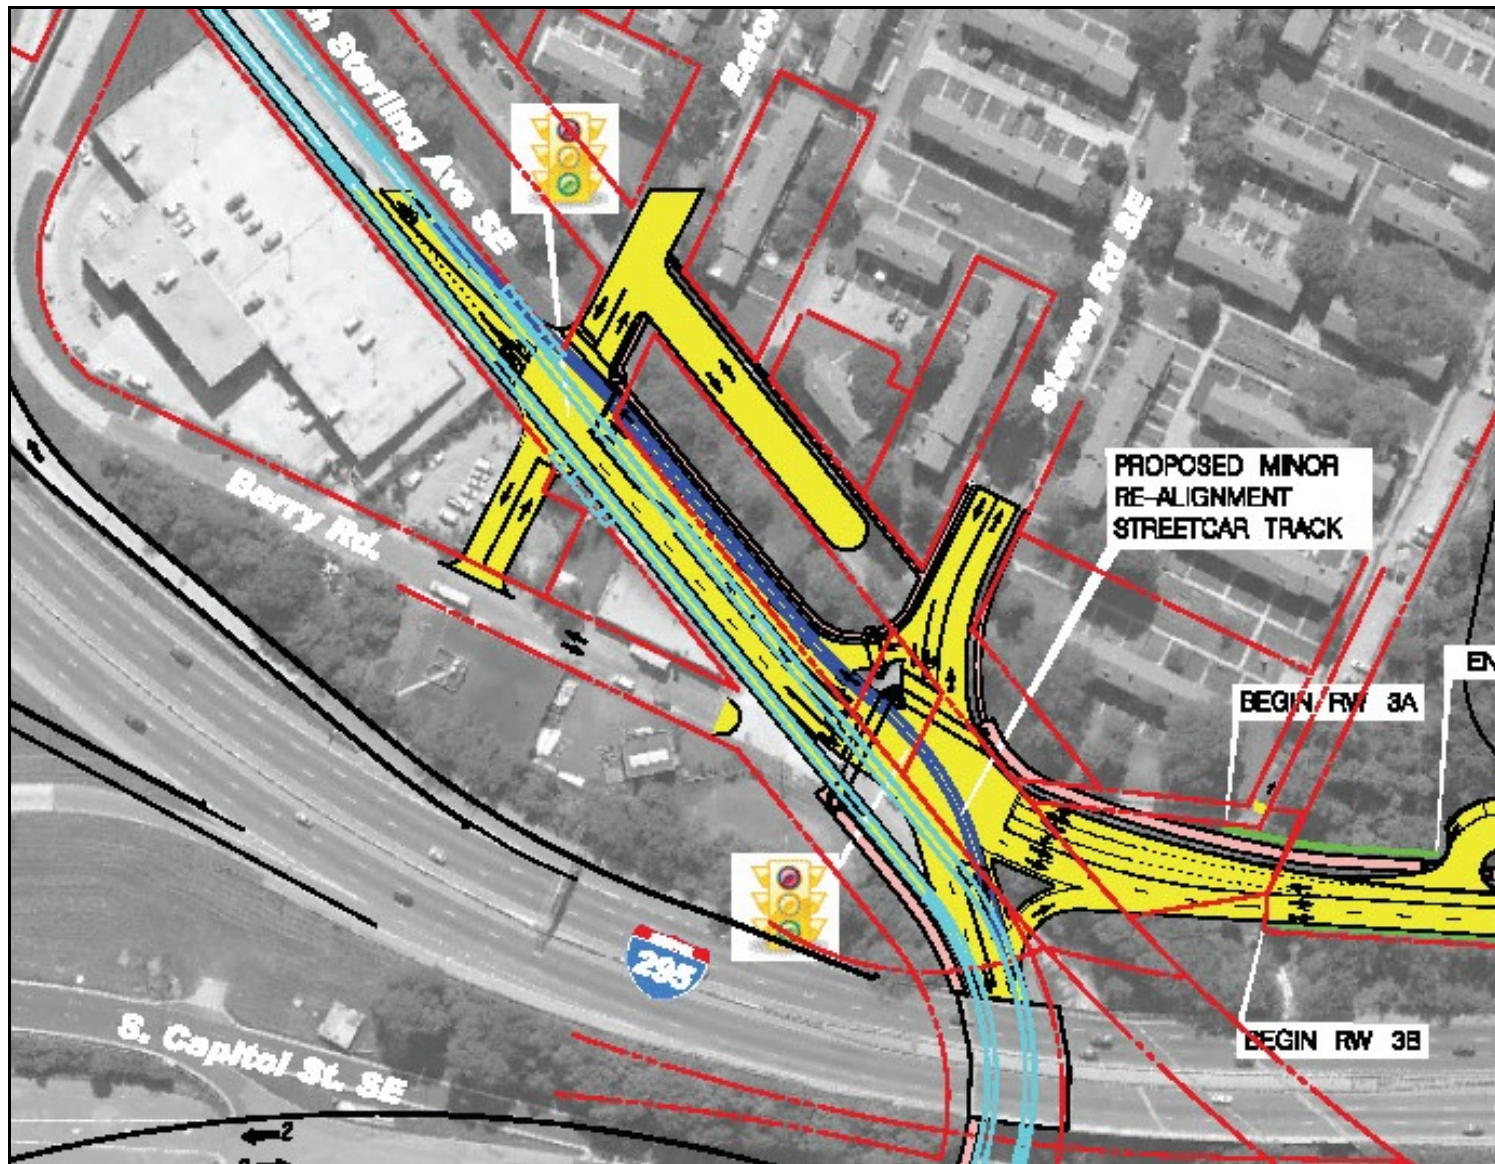 h Sterling Ave SE
Eato
Steven Rd SE
PROPOSED MINOR
RE-ALIGNMENT
STREETCAR TRACK
Barry Rd.
EN
BEGIN RW 3A
295
BEGIN RW 3B
S. Capitol St. SE
2